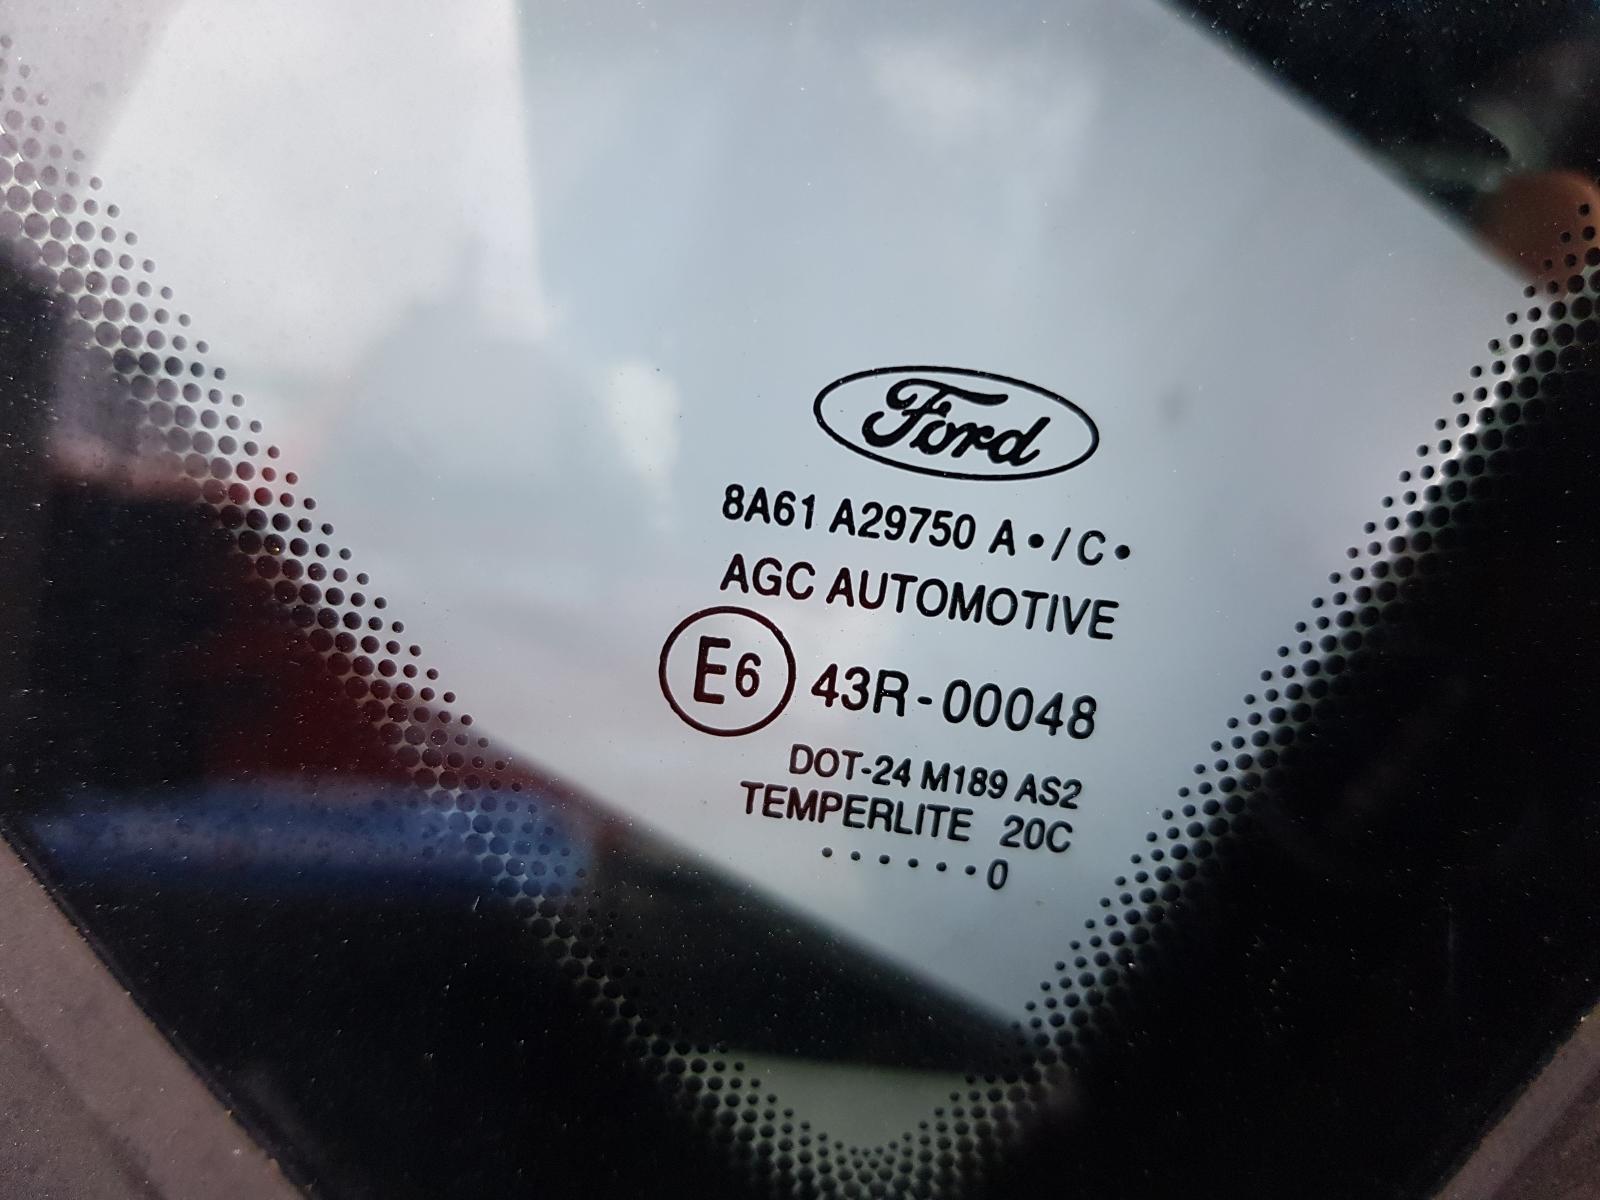 Ford
8A61 A29750 A•/C•
AGC AUTOMOTIVE
E6 43R-00048
DOT-24 M189 AS2
TEMPERLITE 20C
••••••0